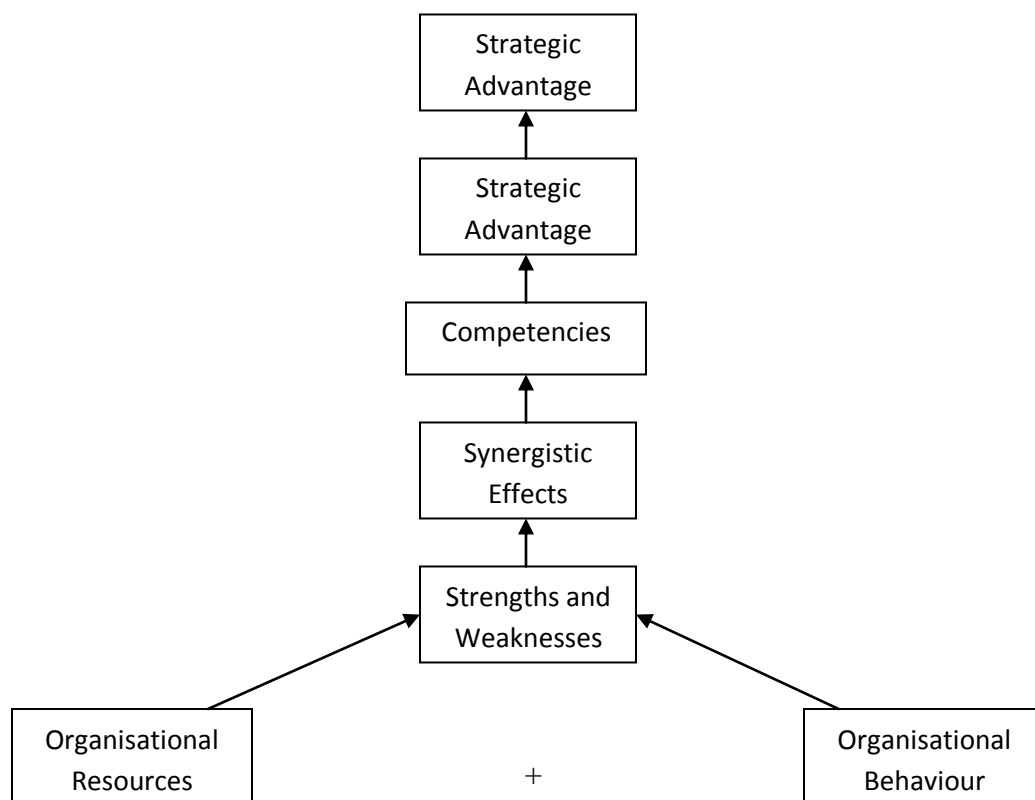 Strategic
Advantage
Strategic
Advantage
Competencies
Synergistic
Effects
Strengths and
Weaknesses
Organisational
Resources
+
Organisational
Behaviour